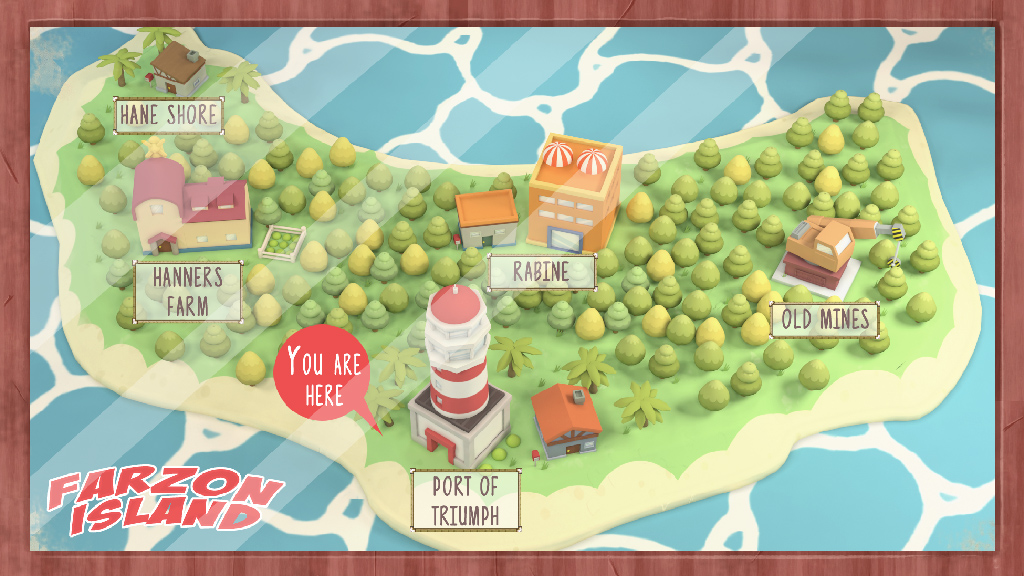 HANE SHORE
HANNERS
FARM
RABINE
OLD MINES
YOU ARE
HERE
PORT OF
TRIUMPH
FARZON
ISLAND